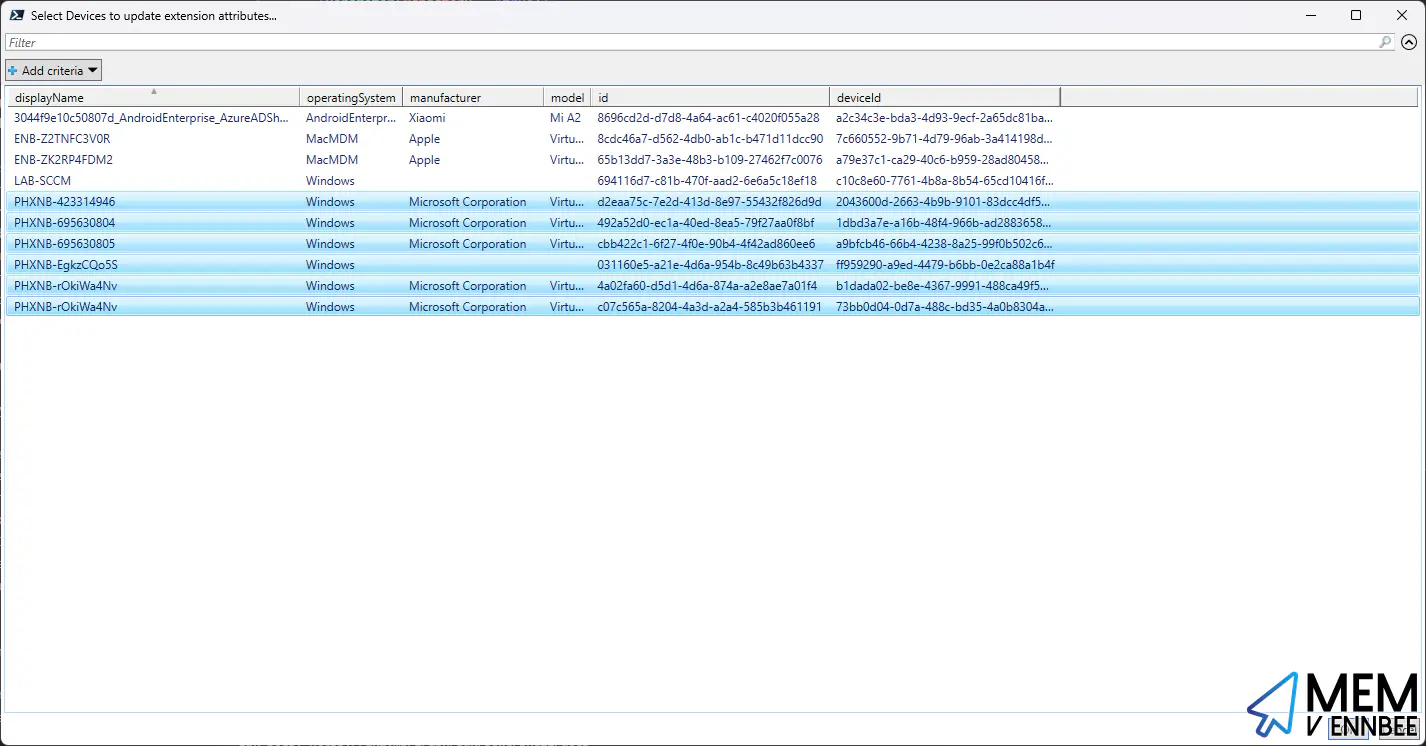 Select Devices to update extension attributes...
Filter
Add criteria
displayName operatingSystem manufacturer model id deviceId
3044f9e10c50807d_AndroidEnterprise_AzureADSh... AndroidEnterpr... Xiaomi Mi A2 8696cd2d-d7d8-4a64-ac61-c4020f055a28 a2c34c3e-bda3-4d93-9ecf-2a65dc81ba...
ENB-Z2TNFC3V0R MacMDM Apple Virtu... 8cdc46a7-d562-4db0-ab1c-b471d11dcc90 7c660552-9b71-4d79-96ab-3a414198d...
ENB-ZK2RP4FDM2 MacMDM Apple Virtu... 65b13dd7-3a3e-48b3-b109-27462f7c0076 a79e37c1-ca29-40c6-b959-28ad80458...
LAB-SCCM Windows 694116d7-c81b-470f-aad2-6e6a5c18ef18 c10c8e60-7761-4b8a-8b54-65cd10416f...
PHXNB-423314946 Windows Microsoft Corporation Virtu... d2eaa75c-7e2d-413d-8e97-55432f826d9d 2043600d-2663-4b9b-9101-83dcc4df5...
PHXNB-695630804 Windows Microsoft Corporation Virtu... 492a52d0-ec1a-40ed-8ea5-79f27aa0f8bf 1dbd3a7e-a16b-48f4-966b-ad2883658...
PHXNB-695630805 Windows Microsoft Corporation Virtu... cbb422c1-6f27-4f0e-90b4-4f42ad860ee6 a9bfcb46-66b4-4238-8a25-99f0b502c6...
PHXNB-EgkzCQo5S Windows 031160e5-a21e-4d6a-954b-8c49b63b4337 ff959290-a9ed-4479-b6bb-0e2ca88a1b4f
PHXNB-rOkiWa4Nv Windows Microsoft Corporation Virtu... 4a02fa60-d5d1-4d6a-874a-a2e8ae7a01f4 b1dada02-be8e-4367-9991-488ca49f5...
PHXNB-rOkiWa4Nv Windows Microsoft Corporation Virtu... c07c565a-8204-4a3d-a2a4-585b3b461191 73bb0d04-0d7a-488c-bd35-4a0b8304a...
MEM
V ENNBEE